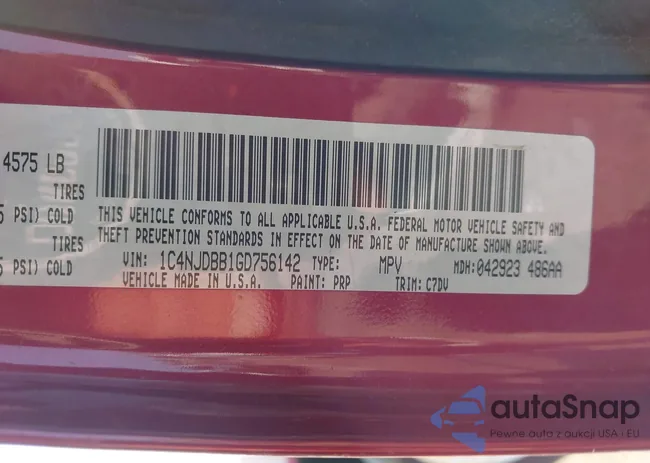 4575 LB
TIRES
5 PSI) COLD
TIRES
5 PSI) COLD
THIS VEHICLE CONFORMS TO ALL APPLICABLE U.S.A. FEDERAL MOTOR VEHICLE SAFETY AND
THEFT PREVENTION STANDARDS IN EFFECT ON THE DATE OF MANUFACTURE SHOWN ABOVE.
VIN: 1C4NJDBB1GD756142 TYPE: MPV MDH: 042923 486AA
VEHICLE MADE IN U.S.A. PAINT: PRP TRIM: C7DV
autoSnap
Pewne auta z aukcji USA i EU